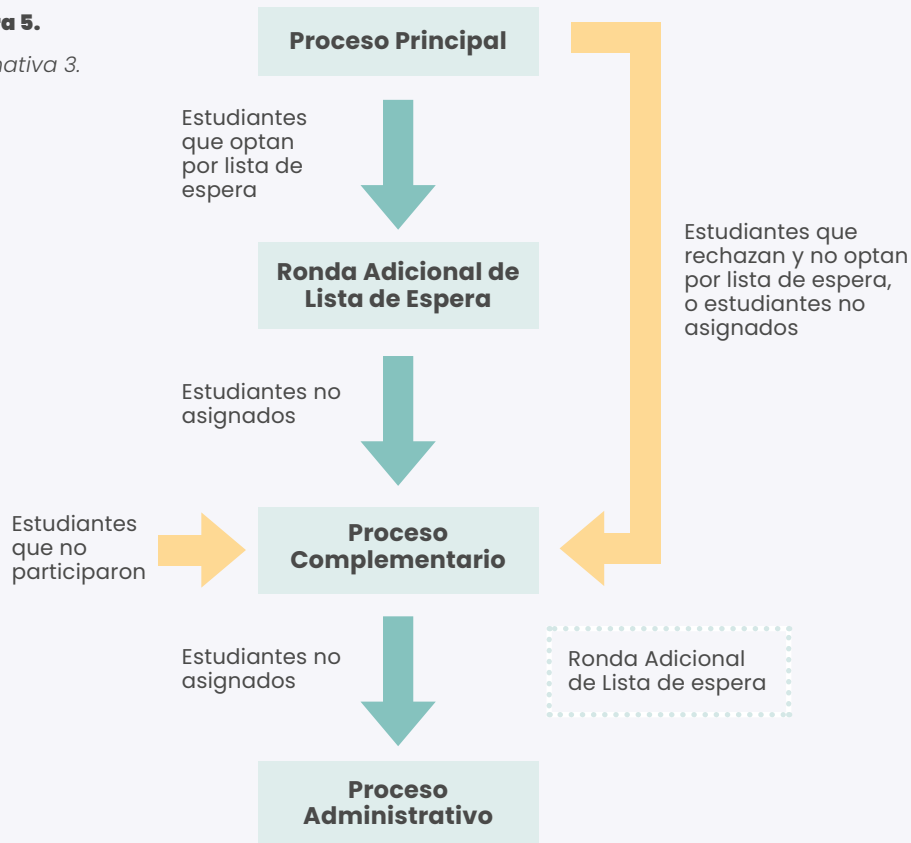 a 5.
nativa 3.
Proceso Principal
Estudiantes
que optan
por lista de
espera
Estudiantes que
rechazan y no optan
por lista de espera,
o estudiantes no
asignados
Ronda Adicional de
Lista de Espera
Estudiantes no
asignados
Estudiantes
que no
participaron
Proceso
Complementario
Estudiantes no
asignados
Ronda Adicional
de Lista de espera
Proceso
Administrativo